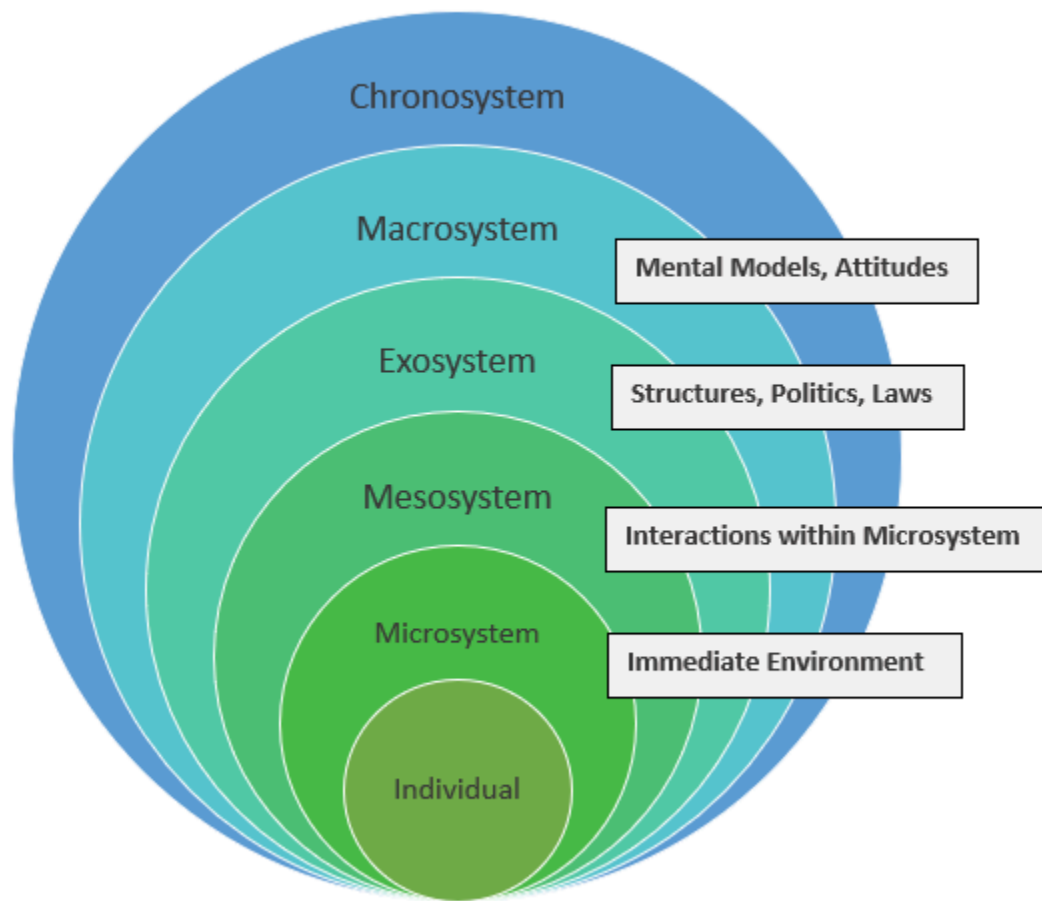 Chronosystem
Macrosystem
Mental Models, Attitudes
Exosystem
Structures, Politics, Laws
Mesosystem
Interactions within Microsystem
Microsystem
Immediate Environment
Individual